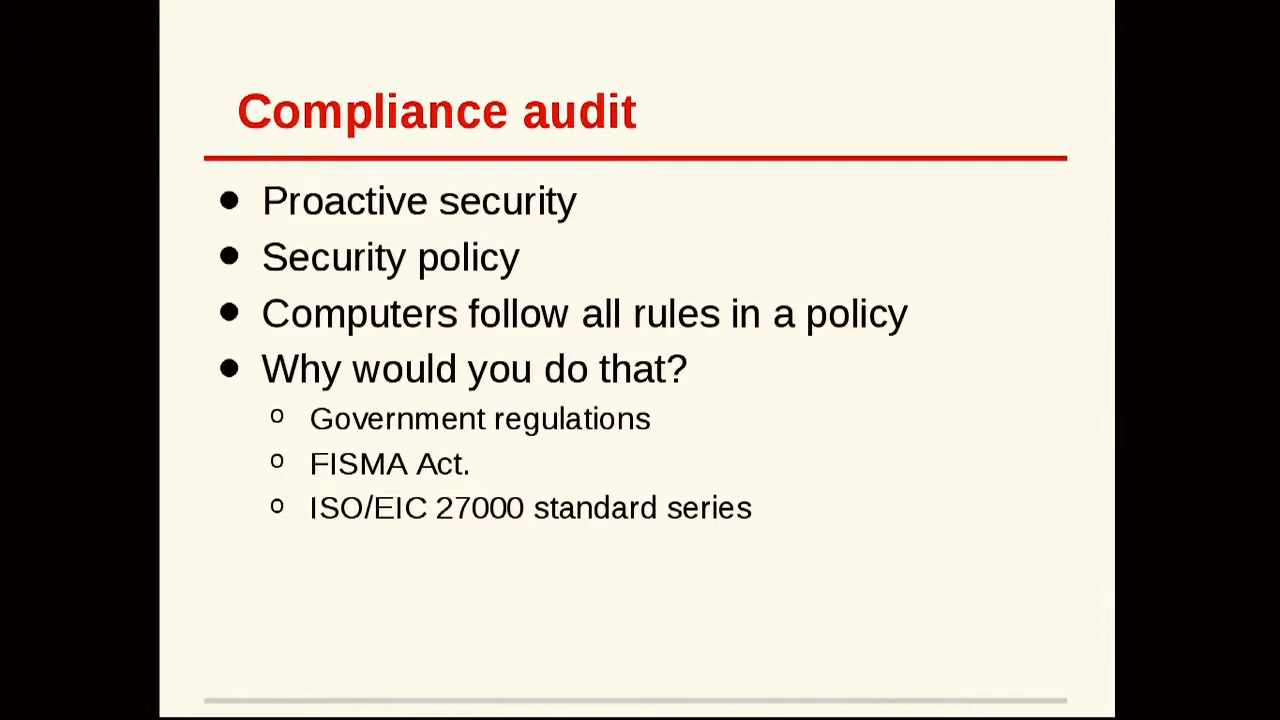 Compliance audit
● Proactive security
● Security policy
● Computers follow all rules in a policy
● Why would you do that?
o Government regulations
o FISMA Act.
o ISO/EIC 27000 standard series